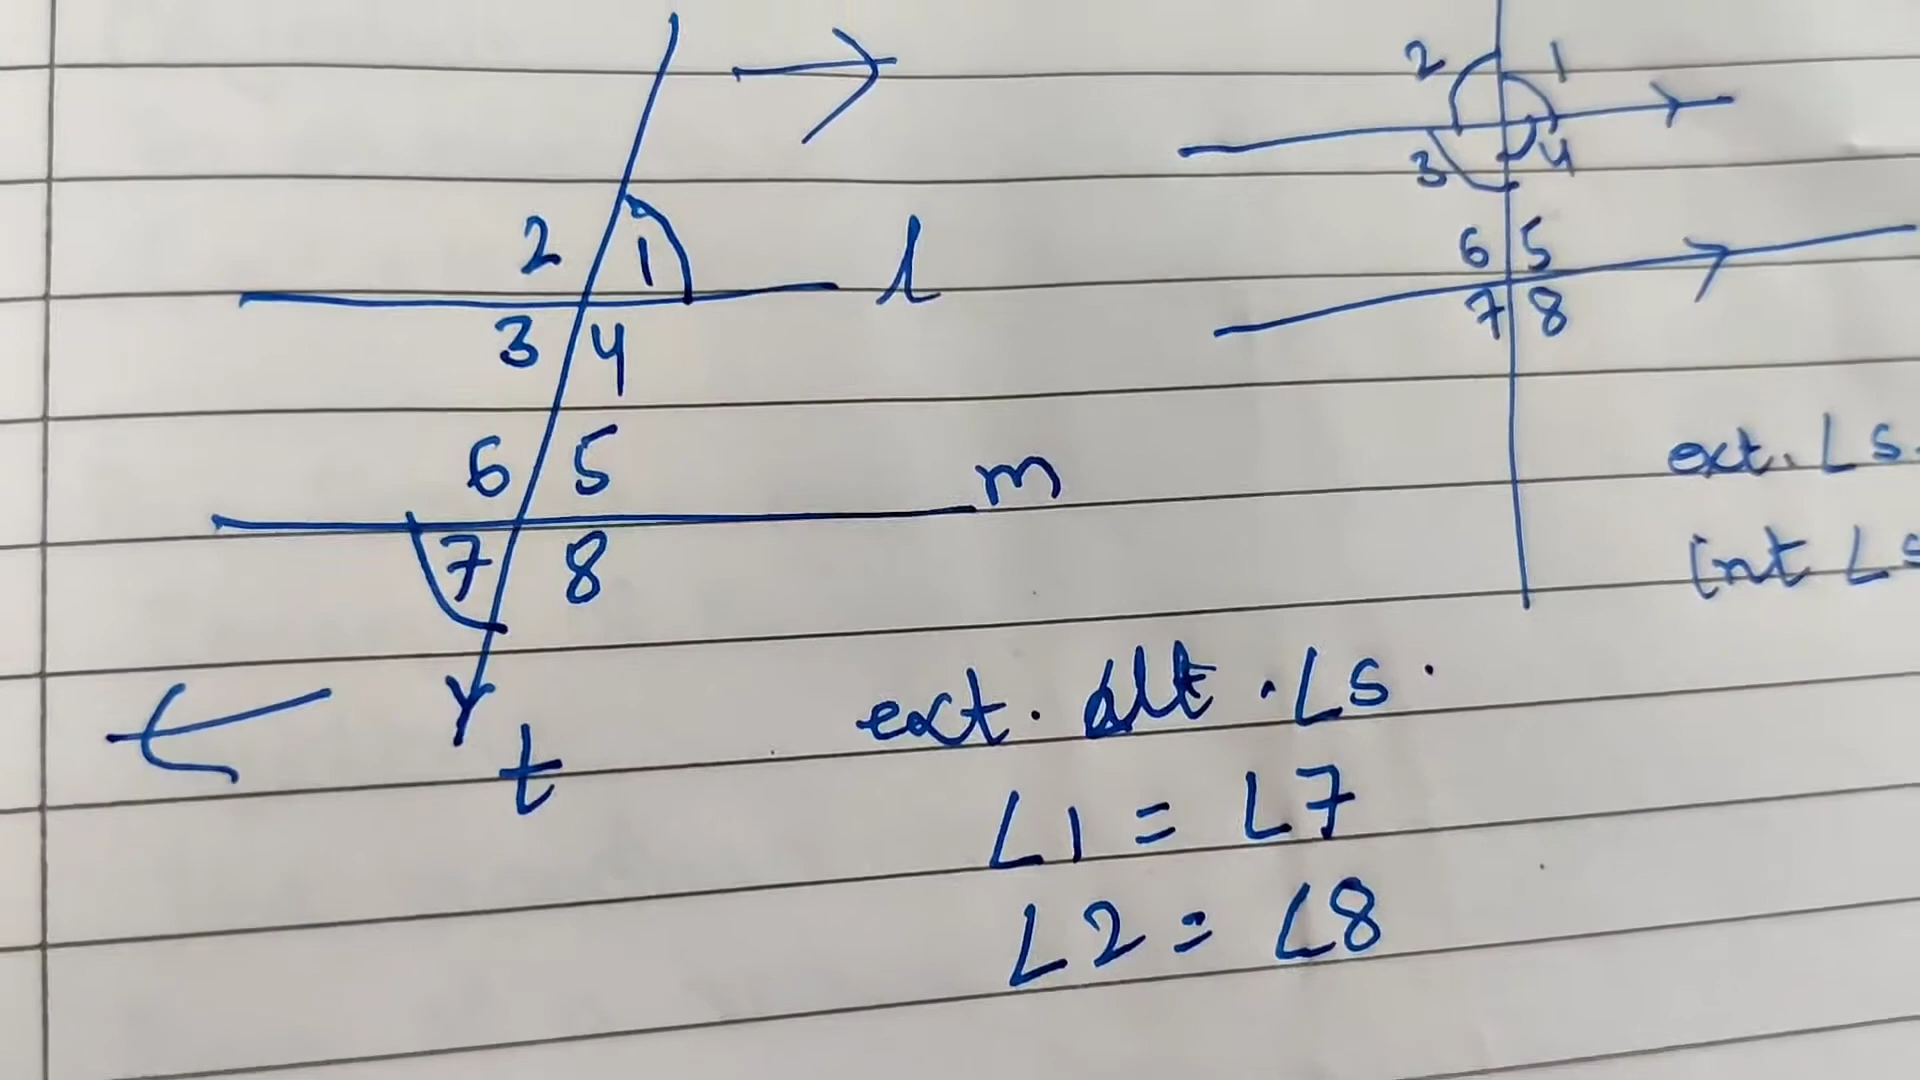 2 1 l
3 4
6 5 m
7 8
t
2 1
3 4
6 5
7 8
ext. ∠s.
int ∠s
ext. alt. ∠s.
∠1 = ∠7
∠2 = ∠8